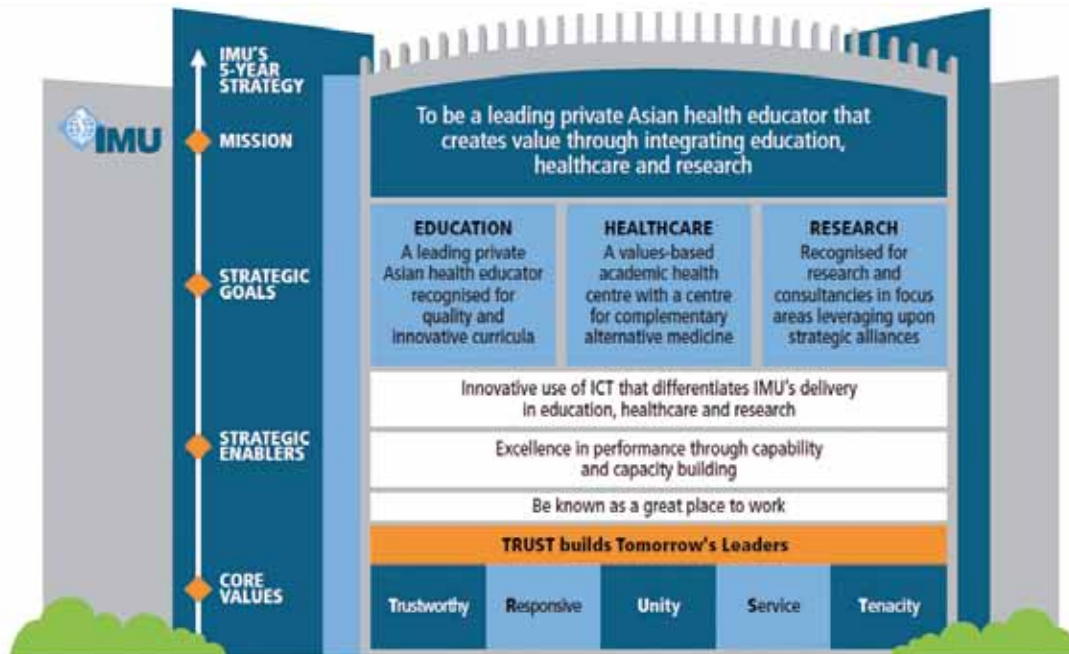 IMU'S
5-YEAR
STRATEGY
IMU
MISSION
To be a leading private Asian health educator that
creates value through integrating education,
healthcare and research
STRATEGIC
GOALS
EDUCATION
A leading private
Asian health educator
recognised for
quality and
innovative curricula
HEALTHCARE
A values-based
academic health
centre with a centre
for complementary
alternative medicine
RESEARCH
Recognised for
research and
consultancies in focus
areas leveraging upon
strategic alliances
STRATEGIC
ENABLERS
Innovative use of ICT that differentiates IMU's delivery
in education, healthcare and research
Excellence in performance through capability
and capacity building
Be known as a great place to work
CORE
VALUES
TRUST builds Tomorrow's Leaders
Trustworthy
Responsive
Unity
Service
Tenacity